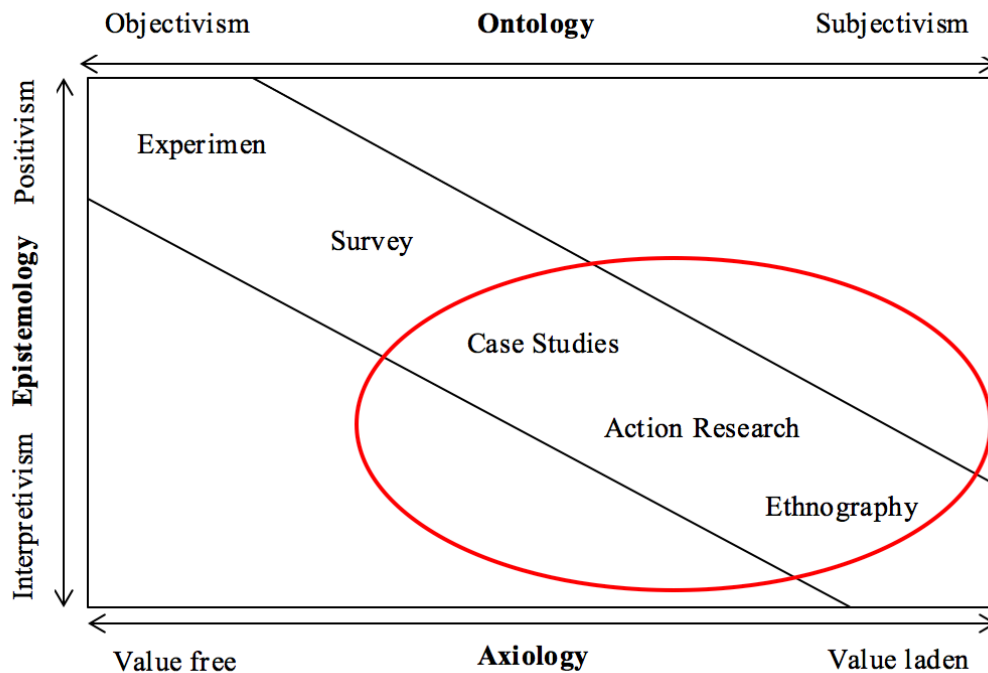 Objectivism Ontology Subjectivism
Positivism
Epistemology
Interpretivism
Experimen
Survey
Case Studies
Action Research
Ethnography
Value free Axiology Value laden